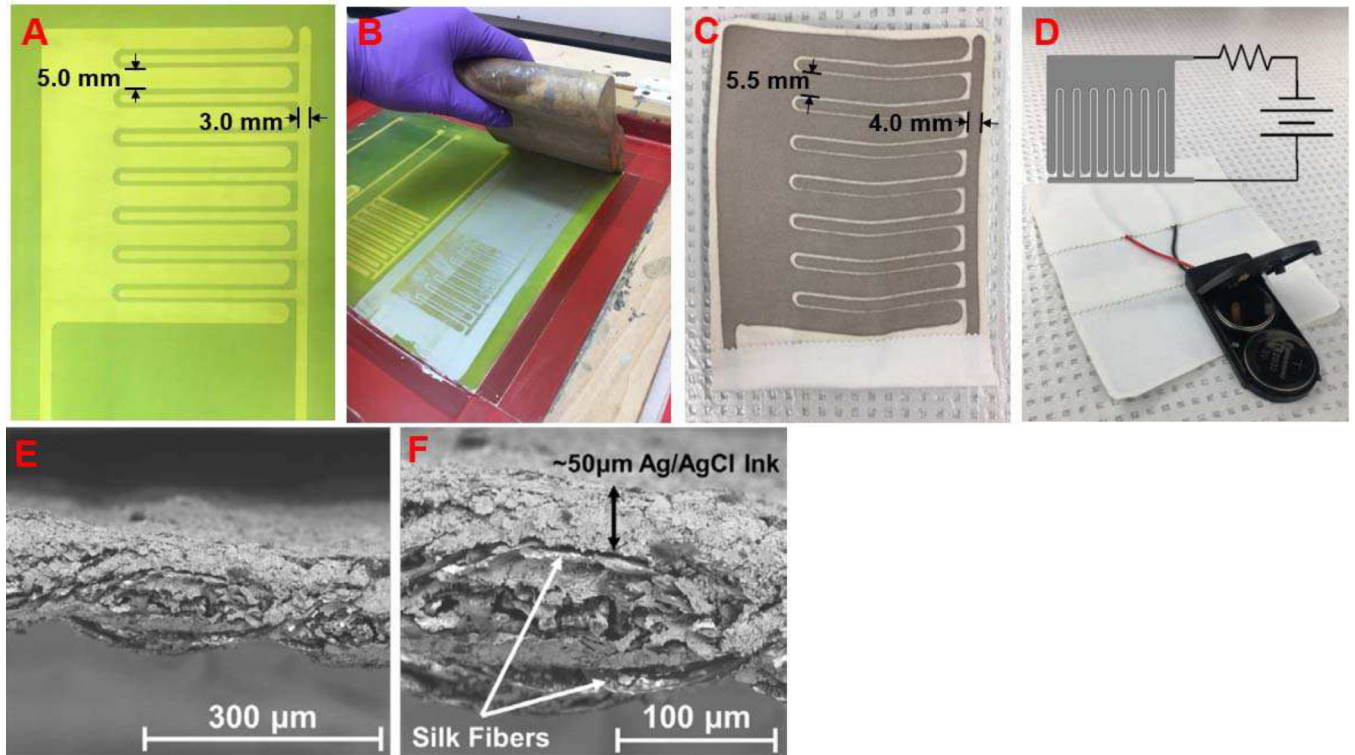 A
5.0 mm
3.0 mm
B
C
5.5 mm
4.0 mm
D
+
E
300 µm
F
~50µm Ag/AgCl Ink
Silk Fibers
100 µm